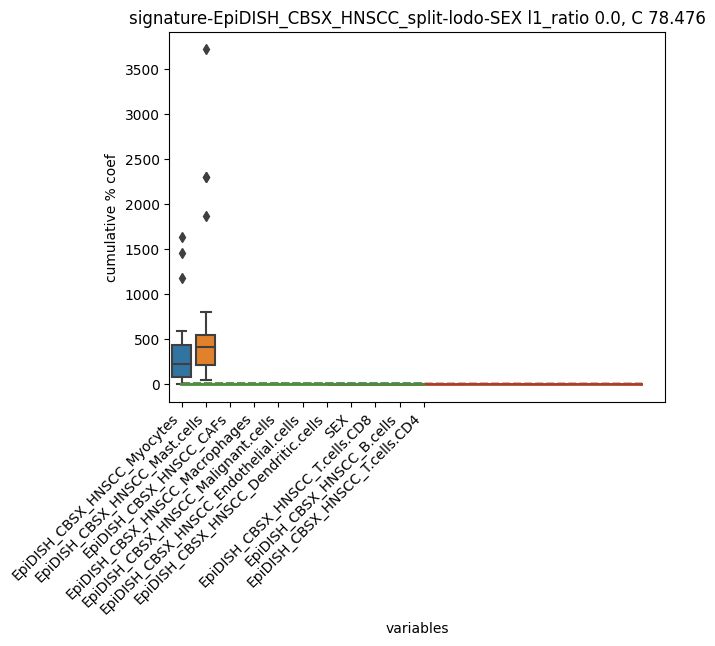 signature-EpiDISH_CBSX_HNSCC_split-lodo-SEX l1_ratio 0.0, C 78.476
cumulative % coef
3500
3000
2500
2000
1500
1000
500
0
EpiDISH_CBSX_HNSCC_Myocytes
EpiDISH_CBSX_HNSCC_Mast.cells
EpiDISH_CBSX_HNSCC_CAFs
EpiDISH_CBSX_HNSCC_Macrophages
EpiDISH_CBSX_HNSCC_Malignant.cells
EpiDISH_CBSX_HNSCC_Endothelial.cells
EpiDISH_CBSX_HNSCC_Dendritic.cells
SEX
EpiDISH_CBSX_HNSCC_T.cells.CD8
EpiDISH_CBSX_HNSCC_B.cells
EpiDISH_CBSX_HNSCC_T.cells.CD4
variables